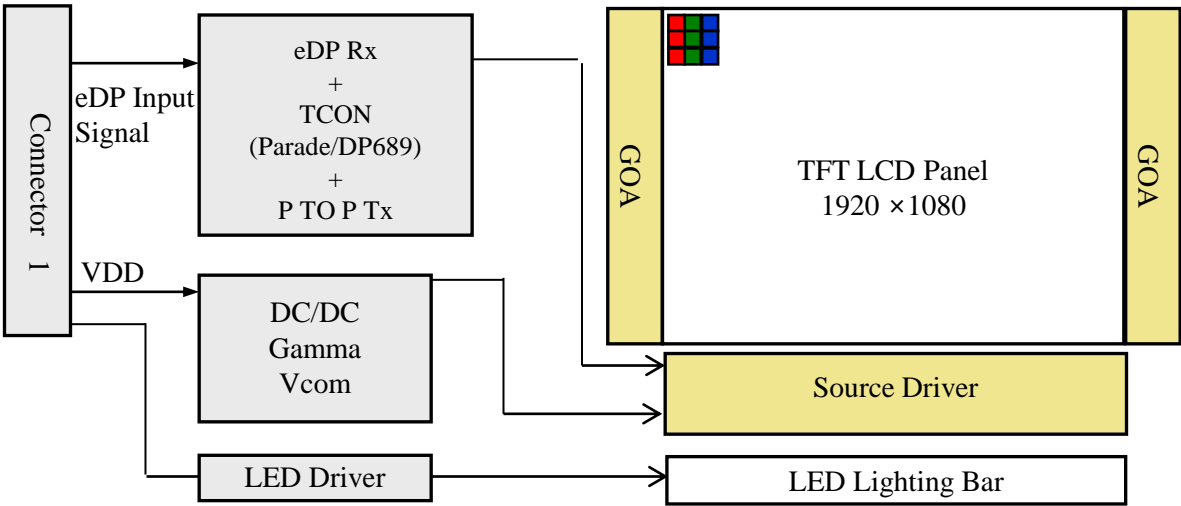 Connector 1
eDP Input
Signal
eDP Rx
+
TCON
(Parade/DP689)
+
P TO P Tx
VDD
DC/DC
Gamma
Vcom
LED Driver
GOA
TFT LCD Panel
1920 ×1080
GOA
Source Driver
LED Lighting Bar